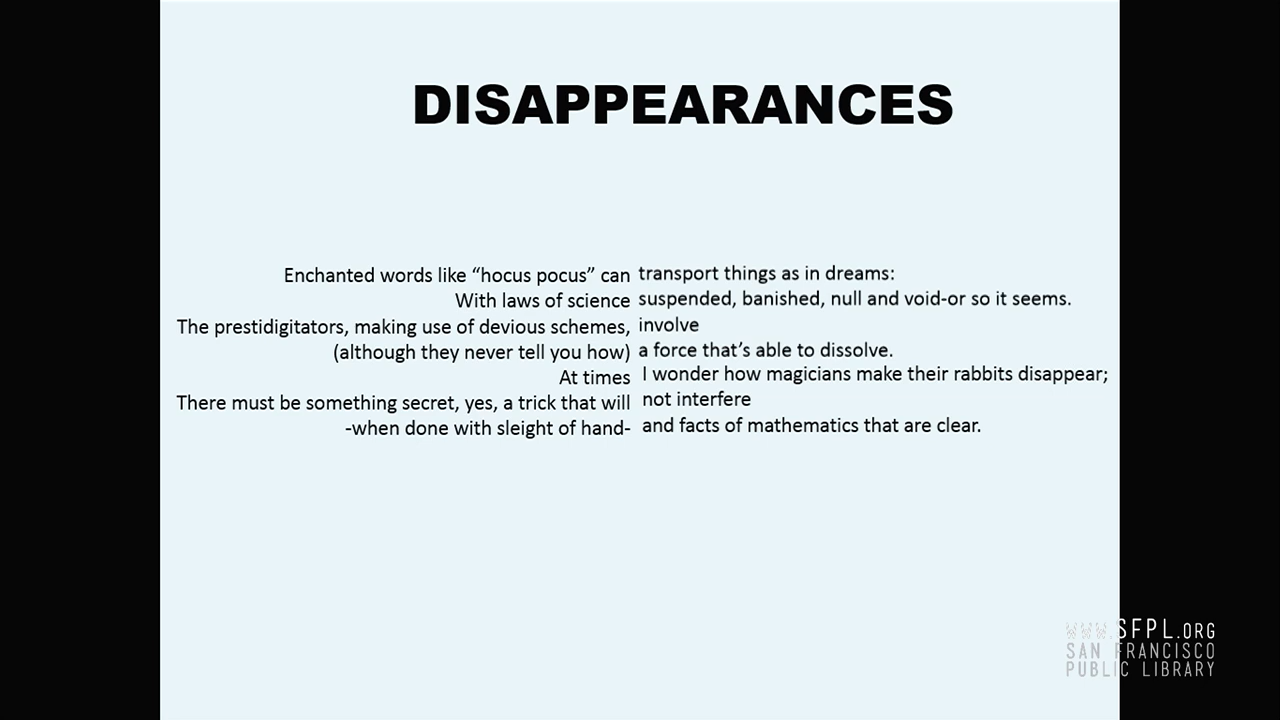 DISAPPEARANCES
Enchanted words like “hocus pocus” can transport things as in dreams:
With laws of science suspended, banished, null and void-or so it seems.
The prestidigitators, making use of devious schemes, involve
(although they never tell you how) a force that’s able to dissolve.
At times I wonder how magicians make their rabbits disappear;
There must be something secret, yes, a trick that will not interfere
-when done with sleight of hand- and facts of mathematics that are clear.
WWW.SFPL.ORG
SAN FRANCISCO
PUBLIC LIBRARY